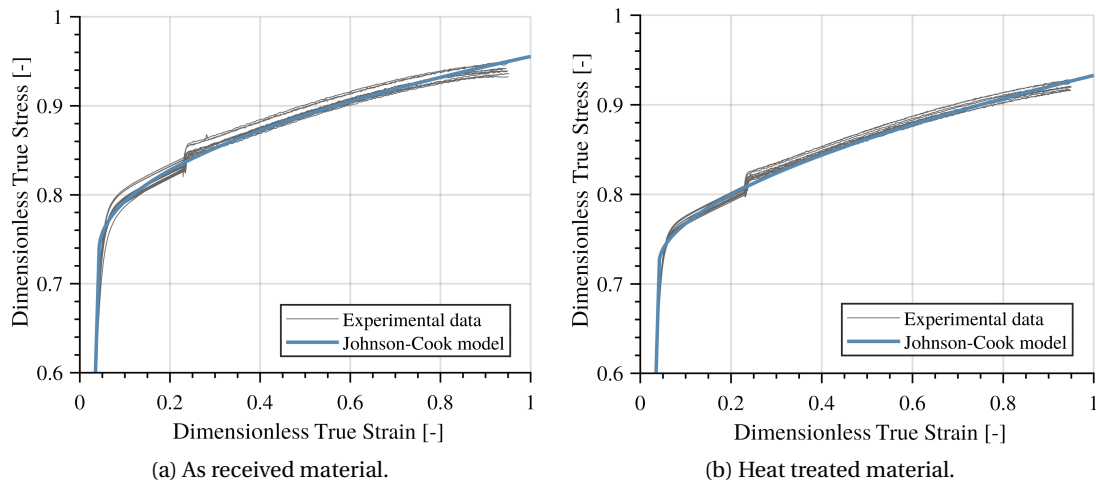 Dimensionless True Stress [-]
1
0.9
0.8
0.7
0.6
0
0.2
0.4
0.6
0.8
1
Experimental data
Johnson-Cook model
Dimensionless True Strain [-]
(a) As received material.
Dimensionless True Stress [-]
1
0.9
0.8
0.7
0.6
0
0.2
0.4
0.6
0.8
1
Experimental data
Johnson-Cook model
Dimensionless True Strain [-]
(b) Heat treated material.